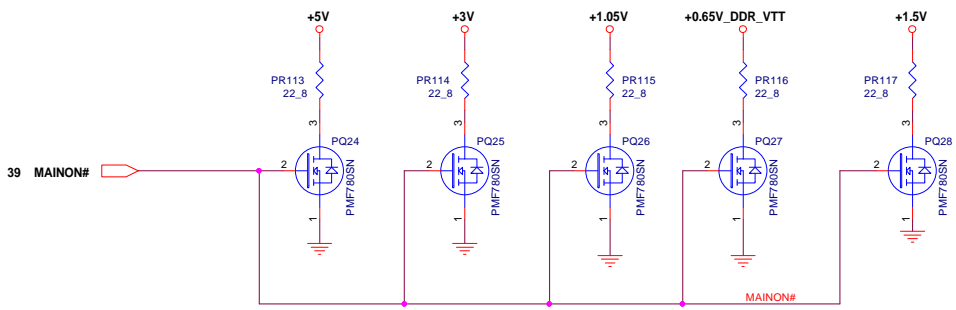 +5V +3V +1.05V +0.65V_DDR_VTT +1.5V
PR113 PR114 PR115 PR116 PR117
22_8 22_8 22_8 22_8 22_8
3 3 3 3 3
PQ24 PQ25 PQ26 PQ27 PQ28
39 MAINON# 2 2 2 2 2
PMF780SN PMF780SN PMF780SN PMF780SN PMF780SN
1 1 1 1 1
MAINON#